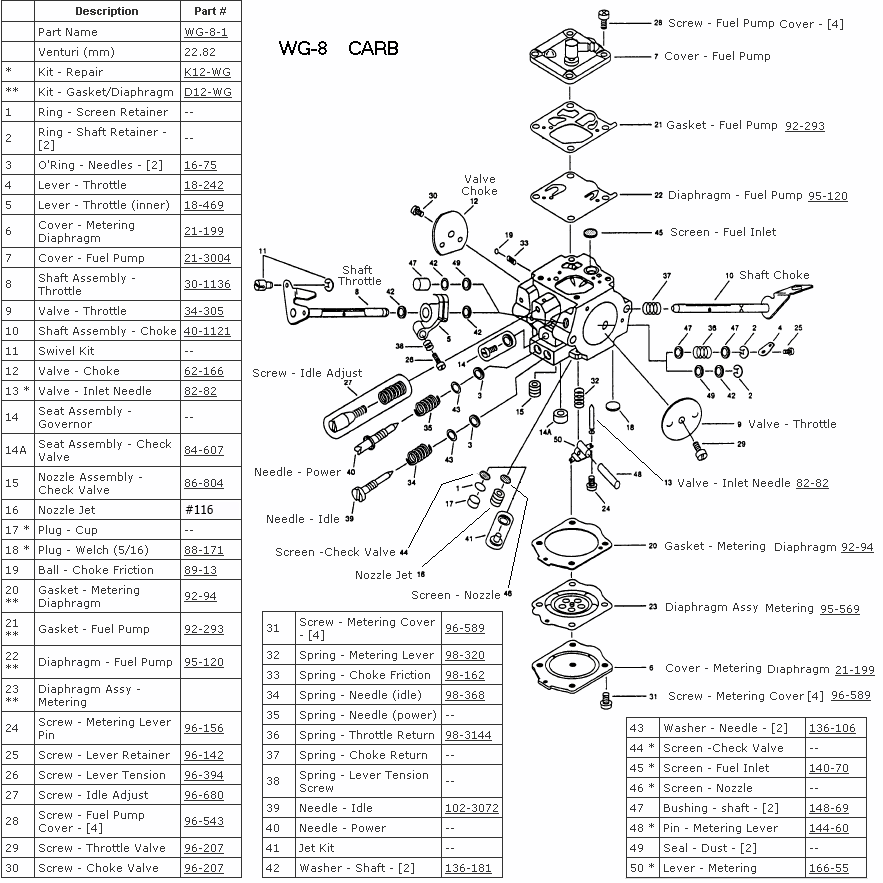 Description Part #
Part Name WG-8-1
Venturi (mm) 22.82
* Kit - Repair K12-WG
** Kit - Gasket/Diaphragm D12-WG
1 Ring - Screen Retainer --
2 Ring - Shaft Retainer - [2] --
3 O'Ring - Needles - [2] 16-75
4 Lever - Throttle 18-242
5 Lever - Throttle (inner) 18-469
6 Cover - Metering Diaphragm 21-199
7 Cover - Fuel Pump 21-3004
8 Shaft Assembly - Throttle 30-1136
9 Valve - Throttle 34-305
10 Shaft Assembly - Choke 40-1121
11 Swivel Kit --
12 Valve - Choke 62-166
13 * Valve - Inlet Needle 82-82
14 Seat Assembly - Governor --
14A Seat Assembly - Check Valve 84-607
15 Nozzle Assembly - Check Valve 86-804
16 Nozzle Jet #116
17 * Plug - Cup --
18 * Plug - Welch (5/16) 88-171
19 Ball - Choke Friction 89-13
20 ** Gasket - Metering Diaphragm 92-94
21 ** Gasket - Fuel Pump 92-293
22 ** Diaphragm - Fuel Pump 95-120
23 ** Diaphragm Assy - Metering
24 Screw - Metering Lever Pin 96-156
25 Screw - Lever Retainer 96-142
26 Screw - Lever Tension 96-394
27 Screw - Idle Adjust 96-680
28 Screw - Fuel Pump Cover - [4] 96-543
29 Screw - Throttle Valve 96-207
30 Screw - Choke Valve 96-207
31 Screw - Metering Cover - [4] 96-589
32 Spring - Metering Lever 98-320
33 Spring - Choke Friction 98-162
34 Spring - Needle (idle) 98-368
35 Spring - Needle (power) --
36 Spring - Throttle Return 98-3144
37 Spring - Choke Return --
38 Spring - Lever Tension Screw --
39 Needle - Idle 102-3072
40 Needle - Power --
41 Jet Kit --
42 Washer - Shaft - [2] 136-181
43 Washer - Needle - [2] 136-106
44 * Screen -Check Valve --
45 * Screen - Fuel Inlet 140-70
46 * Screen - Nozzle --
47 Bushing - shaft - [2] 148-69
48 * Pin - Metering Lever 144-60
49 Seal - Dust - [2] --
50 * Lever - Metering 166-55
WG-8 CARB
28 Screw - Fuel Pump Cover - [4]
7 Cover - Fuel Pump
21 Gasket - Fuel Pump 92-293
22 Diaphragm - Fuel Pump 95-120
45 Screen - Fuel Inlet
Valve
Choke
30 12
19 33
11
Shaft
Throttle
8
42 47 42 49
42
5
38
26
37
10 Shaft Choke
47 36 47 2 4 25
49 42 2
Screw - Idle Adjust
27
14
3
43
35
Needle - Power 40
3
43
34
Needle - Idle
39
15
14A
32
50
18
48
24
9 Valve - Throttle
29
13 Valve - Inlet Needle 82-82
1
17
41
Screen -Check Valve 44
Nozzle Jet 16
Screen - Nozzle 46
20 Gasket - Metering Diaphragm 92-94
23 Diaphragm Assy Metering 95-569
6 Cover - Metering Diaphragm 21-199
31 Screw - Metering Cover [4] 96-589